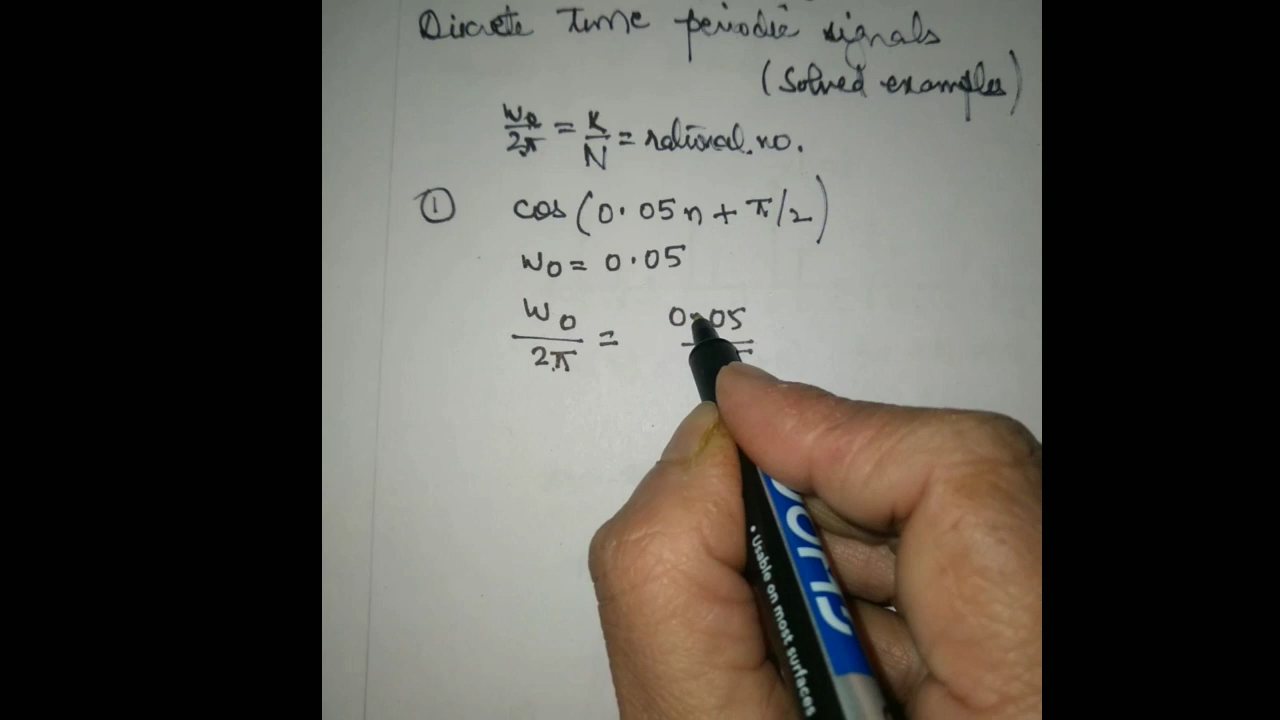 Discrete Time periodic signals
(Solved examples)
w₀/2π = K/N = rational.no.
① cos(0.05n + π/2)
w₀ = 0.05
w₀/2π = 0.05
• Usable on most surfaces